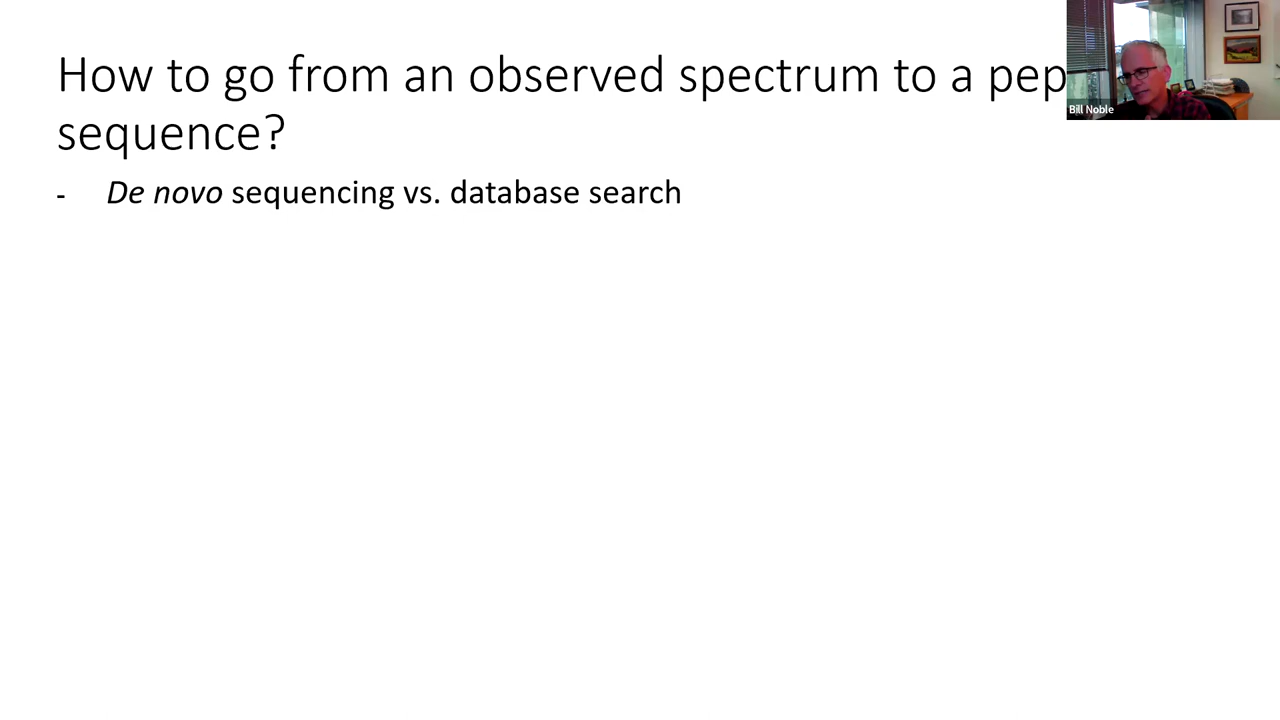 How to go from an observed spectrum to a pep
sequence?
- De novo sequencing vs. database search
Bill Noble